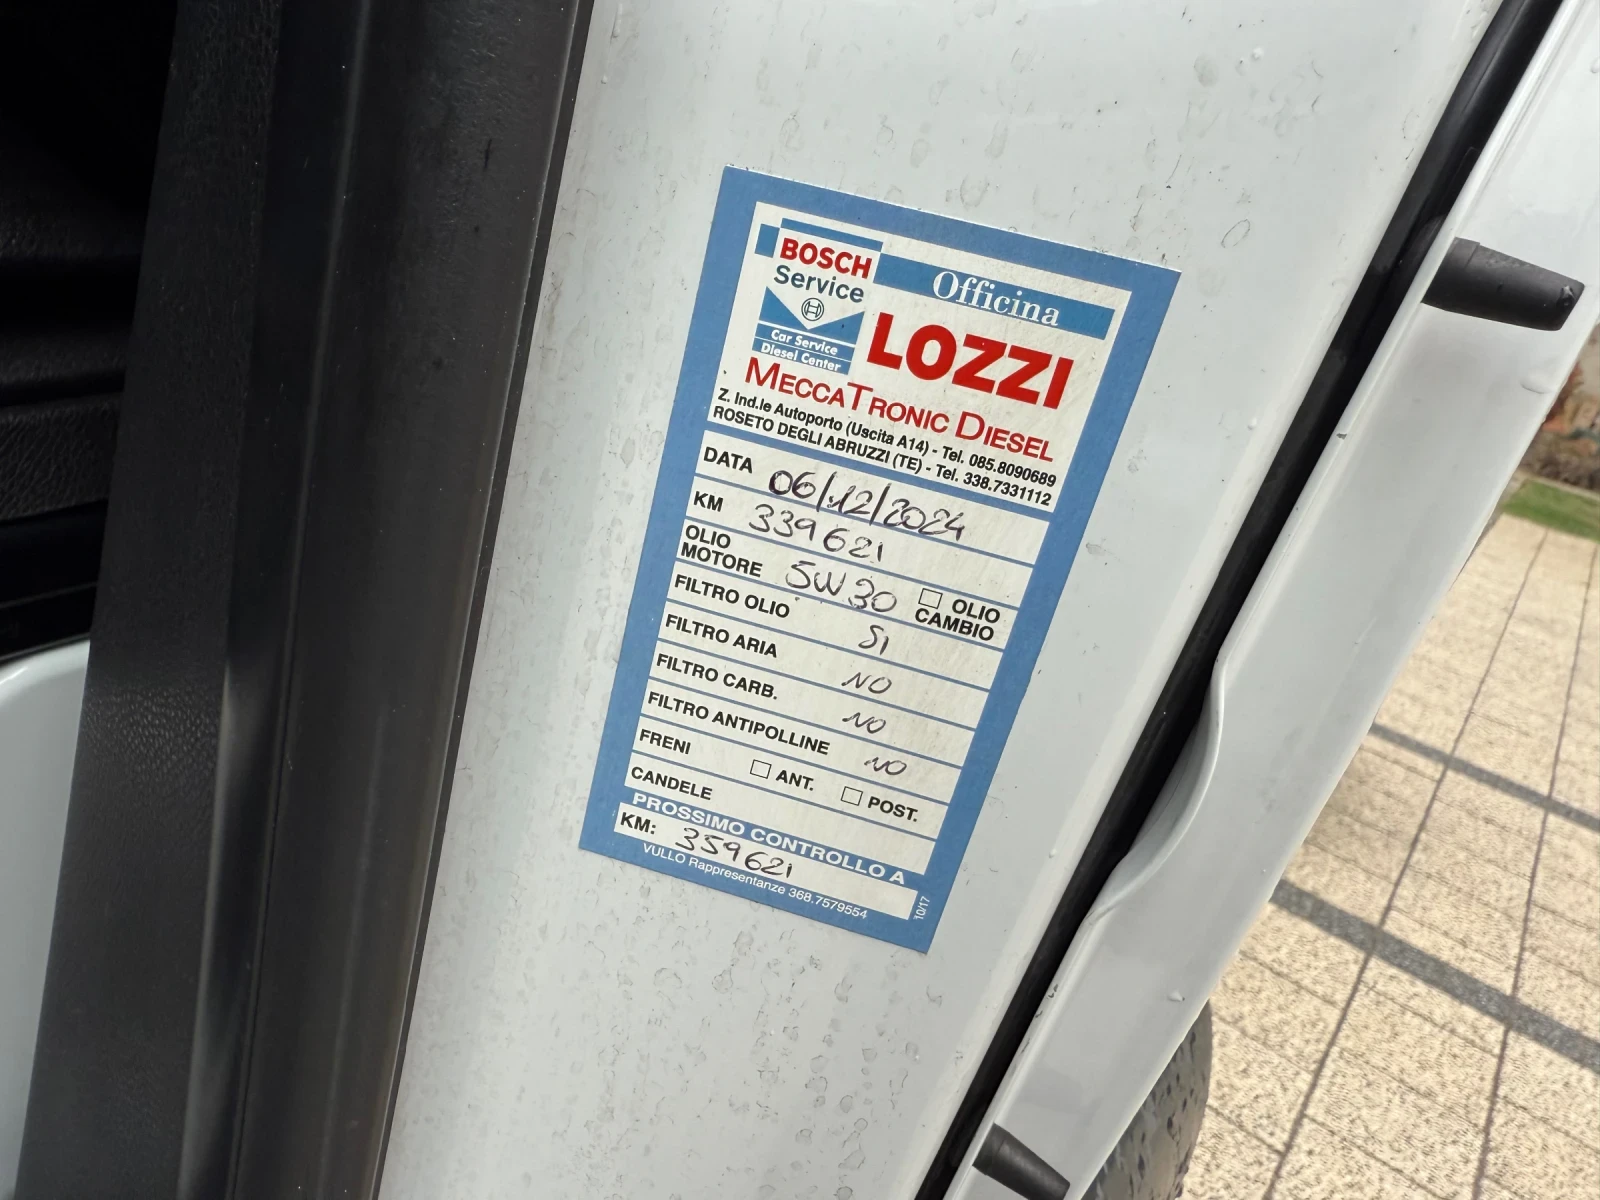 BOSCH
Service
Car Service
Diesel Center
Officina
LOZZI
MECCATRONIC DIESEL
Z. Ind.le Autoporto (Uscita A14) - Tel. 085.8090689
ROSETO DEGLI ABRUZZI (TE) - Tel. 338.7331112
DATA 06/12/2024
KM 339621
OLIO MOTORE 5W30 OLIO CAMBIO
FILTRO OLIO SI
FILTRO ARIA NO
FILTRO CARB. NO
FILTRO ANTIPOLLINE NO
FRENI ANT. POST.
CANDELE
PROSSIMO CONTROLLO A
KM: 359621
VULLO Rappresentanze 368.7579554
10/17